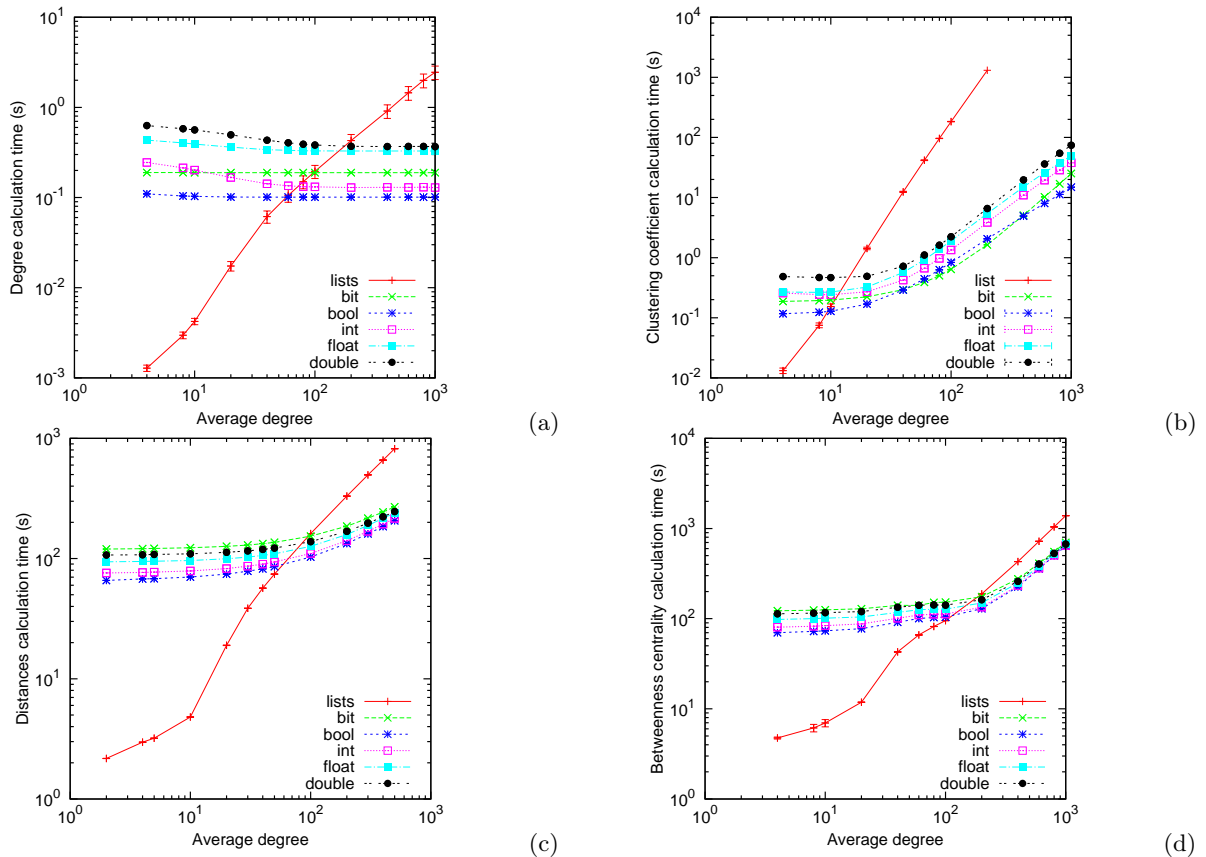 10^1
10^0
10^-1
10^-2
10^-3
10^0 10^1 10^2 10^3
Degree calculation time (s)
Average degree
lists
bit
bool
int
float
double
(a)
10^4
10^3
10^2
10^1
10^0
10^-1
10^-2
10^0 10^1 10^2 10^3
Clustering coefficient calculation time (s)
Average degree
list
bit
bool
int
float
double
(b)
10^3
10^2
10^1
10^0
10^0 10^1 10^2 10^3
Distances calculation time (s)
Average degree
lists
bit
bool
int
float
double
(c)
10^4
10^3
10^2
10^1
10^0
10^0 10^1 10^2 10^3
Betweenness centrality calculation time (s)
Average degree
lists
bit
bool
int
float
double
(d)